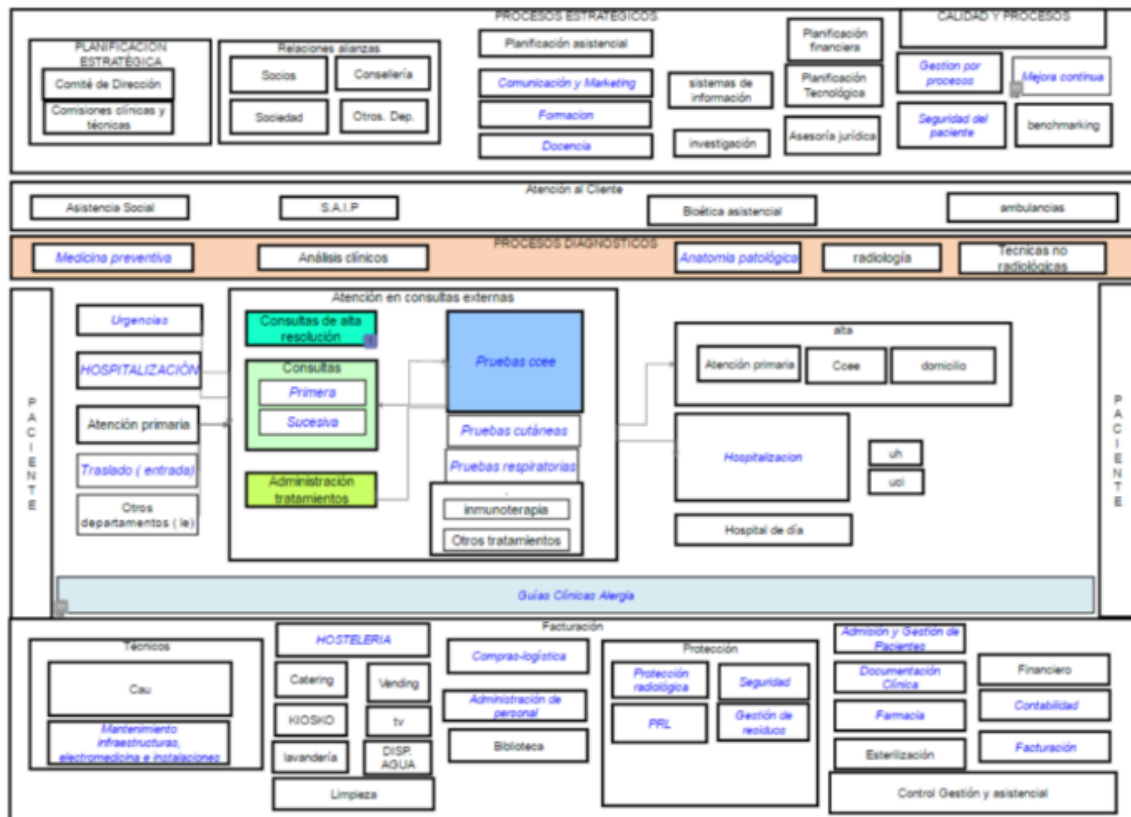 PROCESOS ESTRATÉGICOS
PLANIFICACION
ESTRATÉGICA
Comité de Dirección
Comisiones clínicas y
técnicas
Relaciones alianzas
Socios
Consellería
Sociedad
Otros. Dep.
Planificación asistencial
Comunicación y Marketing
Formacion
Docencia
sistemas de
información
investigación
Planificación
financiera
Planificación
Tecnológica
Asesoría jurídica
CALIDAD Y PROCESOS
Gestion por
procesos
Mejora continua
Seguridad del
paciente
benchmarking
Atención al Cliente
Asistencia Social
S.A.I.P
Bioética asistencial
ambulancias
PROCESOS DIAGNOSTICOS
Medicina preventiva
Análisis clínicos
Anatomia patológica
radiología
Tecnicas no
radiológicas
PACIENTE
Urgencias
HOSPITALIZACIÓN
Atención primaria
Traslado ( entrada)
Otros
departamentos ( le)
Atención en consultas externas
Consultas de alta
resolución
Consultas
Primera
Sucesiva
Administración
tratamientos
Pruebas ccee
Pruebas cutáneas
Pruebas respiratorias
inmunoterapia
Otros tratamientos
alta
Atención primaria
Ccee
domicilio
Hospitalizacion
uh
uci
Hospital de día
PACIENTE
Guías Clínicas Alergia
Facturación
Técnicos
Cau
Mantenimiento
infraestructuras,
electromedicina e instalaciones
HOSTELERIA
Catering
Vending
KIOSKO
tv
lavandería
DISP.
AGUA
Limpieza
Compras-logística
Administración de
personal
Biblioteca
Protección
Protección
radiológica
Seguridad
PRL
Gestión de
residuos
Admisión y Gestión de
Pacientes
Documentación
Clínica
Farmacia
Esterilización
Financiero
Contabilidad
Facturación
Control Gestión y asistencial